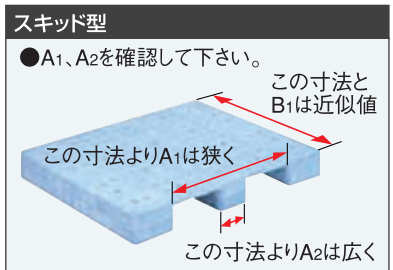 スキッド型
●A1、A2を確認して下さい。
この寸法と
B1は近似値
この寸法よりA1は狭く
この寸法よりA2は広く